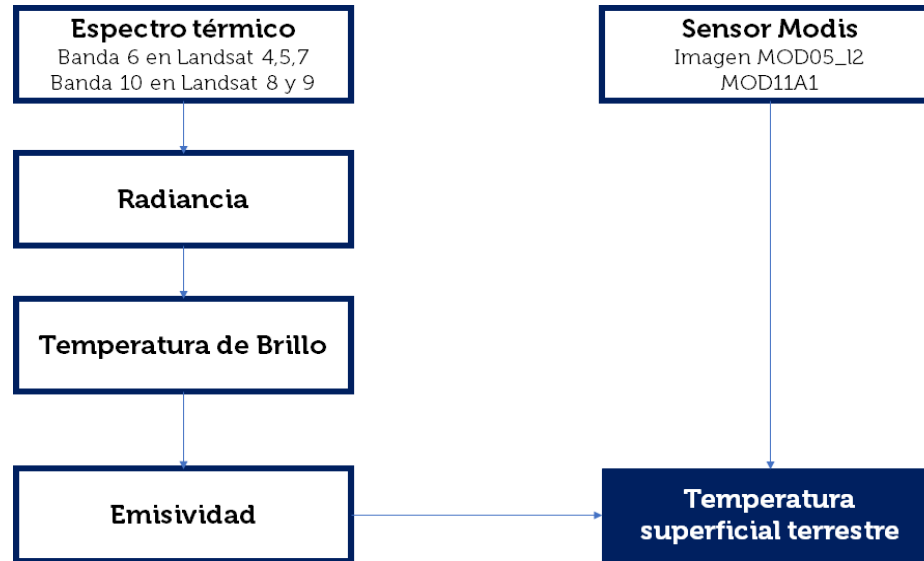 Espectro térmico
Banda 6 en Landsat 4,5,7
Banda 10 en Landsat 8 y 9
Sensor Modis
Imagen MOD05_l2
MOD11A1
Radiancia
Temperatura de Brillo
Emisividad
Temperatura
superficial terrestre